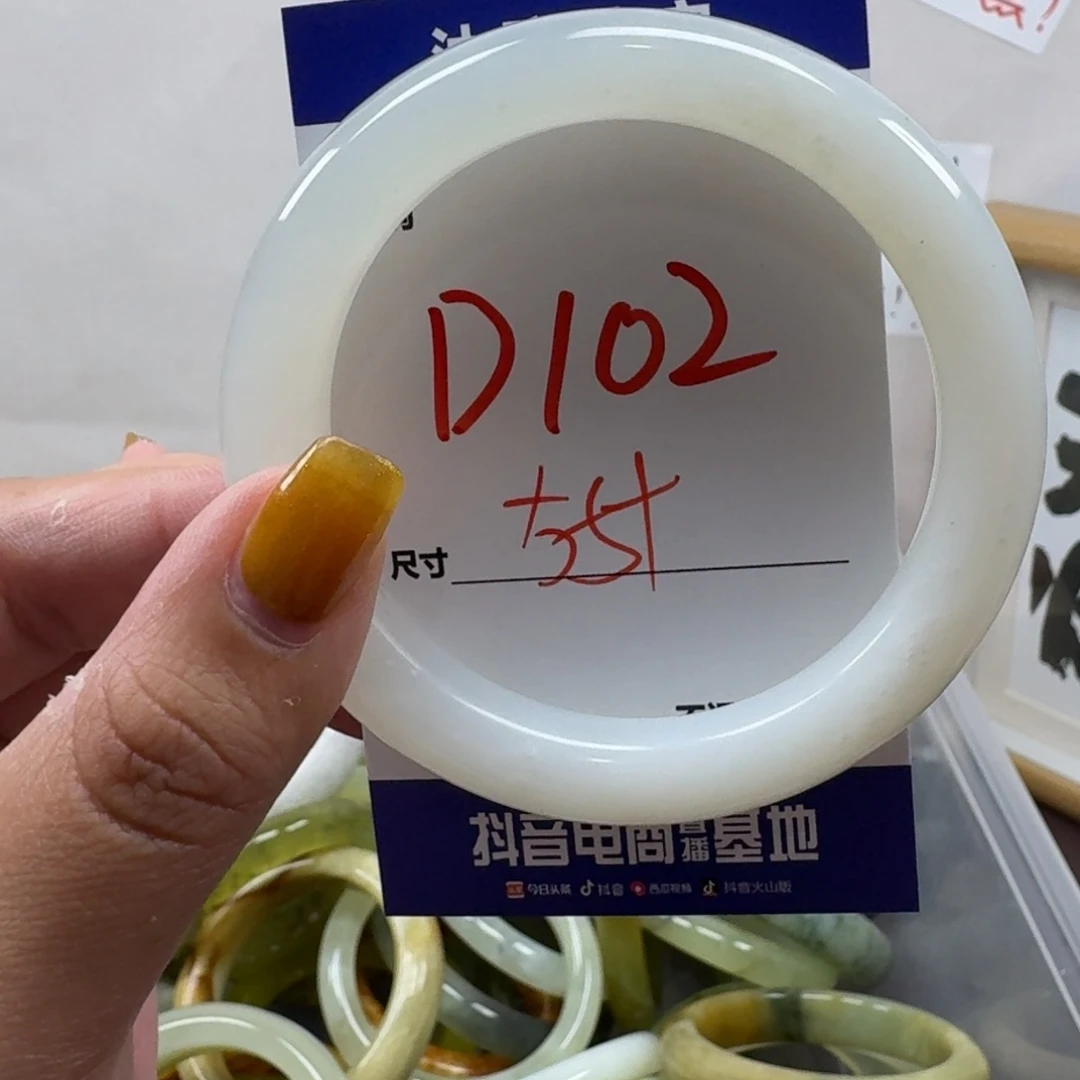 D102
尺寸
抖音电商直播基地
今日头条 抖音 西瓜视频 抖音火山版